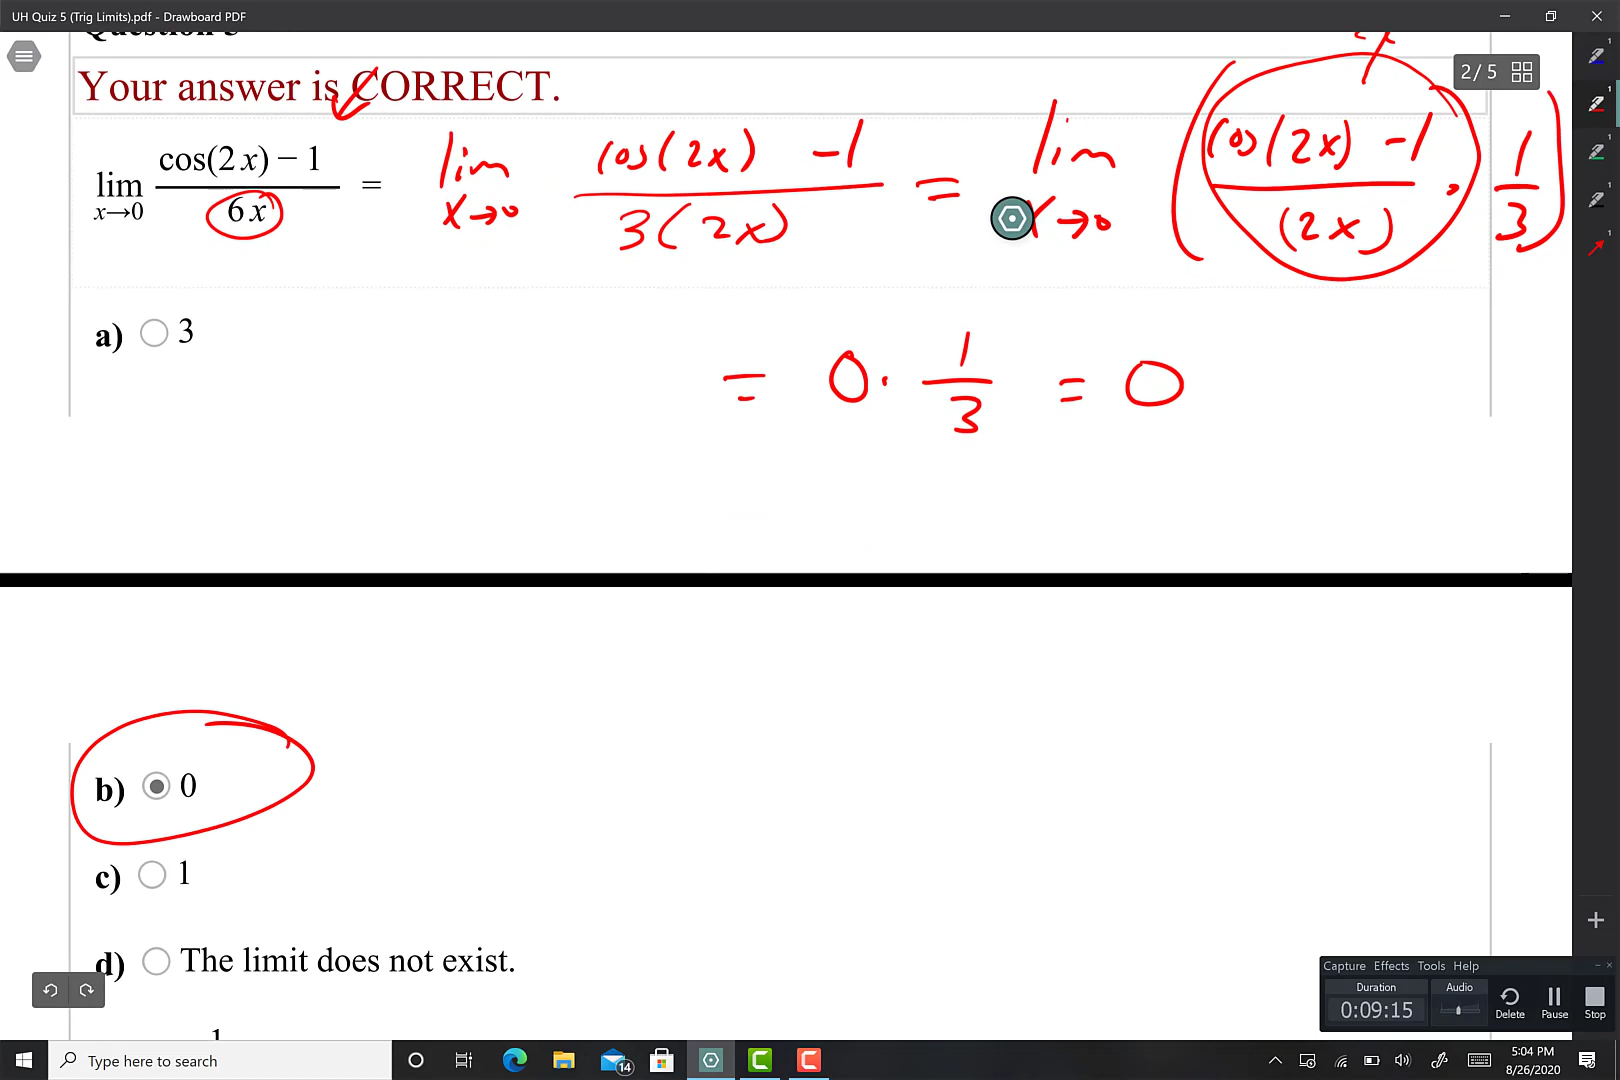 UH Quiz 5 (Trig Limits).pdf - Drawboard PDF
2/ 5
Your answer is CORRECT.
lim x→0 cos(2x) − 1 / 6x = lim x→0 cos(2x) -1 / 3(2x) = lim x→0 (cos(2x) -1 / (2x) · 1/3)
a) 3
= 0 · 1/3 = 0
b) 0
c) 1
d) The limit does not exist.
1
Capture Effects Tools Help
Duration Audio
0:09:15 Delete Pause Stop
Type here to search
14
5:04 PM
8/26/2020